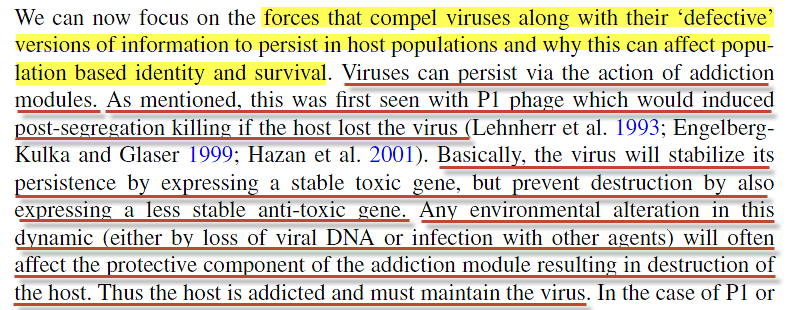 We can now focus on the forces that compel viruses along with their ‘defective’
versions of information to persist in host populations and why this can affect popu-
lation based identity and survival. Viruses can persist via the action of addiction
modules. As mentioned, this was first seen with P1 phage which would induced
post-segregation killing if the host lost the virus (Lehnherr et al. 1993; Engelberg-
Kulka and Glaser 1999; Hazan et al. 2001). Basically, the virus will stabilize its
persistence by expressing a stable toxic gene, but prevent destruction by also
expressing a less stable anti-toxic gene. Any environmental alteration in this
dynamic (either by loss of viral DNA or infection with other agents) will often
affect the protective component of the addiction module resulting in destruction of
the host. Thus the host is addicted and must maintain the virus. In the case of P1 or